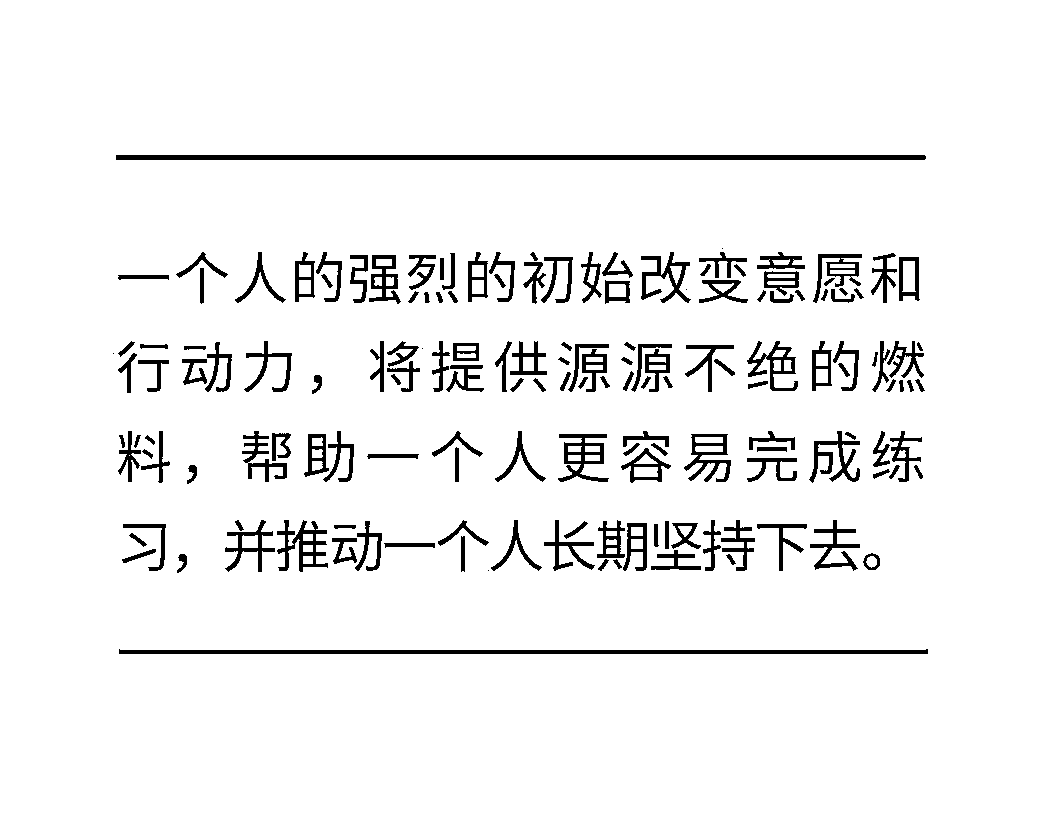 一个人的强烈的初始改变意愿和
行动力，将提供源源不绝的燃
料，帮助一个人更容易完成练
习，并推动一个人长期坚持下去。